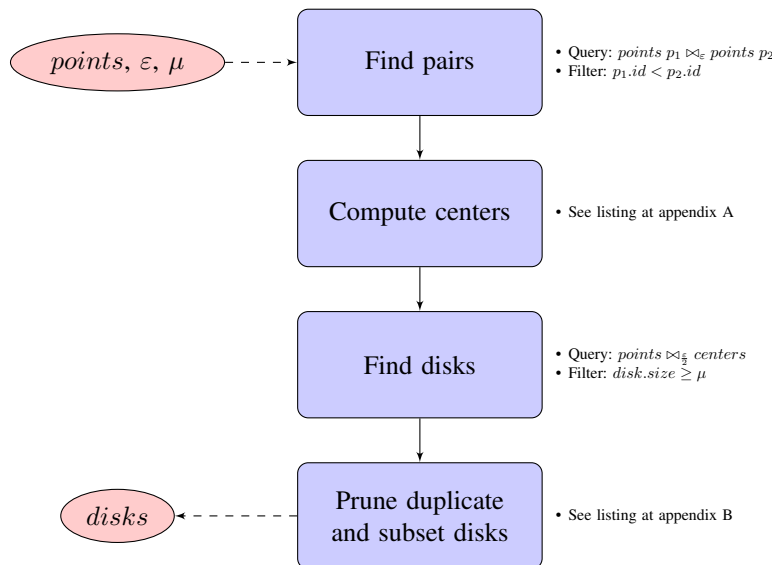 points, ε, μ
Find pairs
• Query: points p₁ ⋈_ε points p₂
• Filter: p₁.id < p₂.id
Compute centers
• See listing at appendix A
Find disks
• Query: points ⋈_{ε/2} centers
• Filter: disk.size ≥ μ
disks
Prune duplicate
and subset disks
• See listing at appendix B